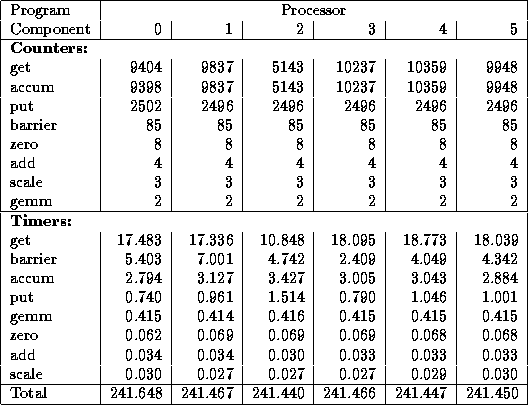 Program Processor
Component 0 1 2 3 4 5
Counters:
get 9404 9837 5143 10237 10359 9948
accum 9398 9837 5143 10237 10359 9948
put 2502 2496 2496 2496 2496 2496
barrier 85 85 85 85 85 85
zero 8 8 8 8 8 8
add 4 4 4 4 4 4
scale 3 3 3 3 3 3
gemm 2 2 2 2 2 2
Timers:
get 17.483 17.336 10.848 18.095 18.773 18.039
barrier 5.403 7.001 4.742 2.409 4.049 4.342
accum 2.794 3.127 3.427 3.005 3.043 2.884
put 0.740 0.961 1.514 0.790 1.046 1.001
gemm 0.415 0.414 0.416 0.415 0.415 0.415
zero 0.062 0.069 0.069 0.069 0.068 0.068
add 0.034 0.034 0.030 0.033 0.033 0.033
scale 0.030 0.027 0.027 0.027 0.029 0.030
Total 241.648 241.467 241.440 241.466 241.447 241.450